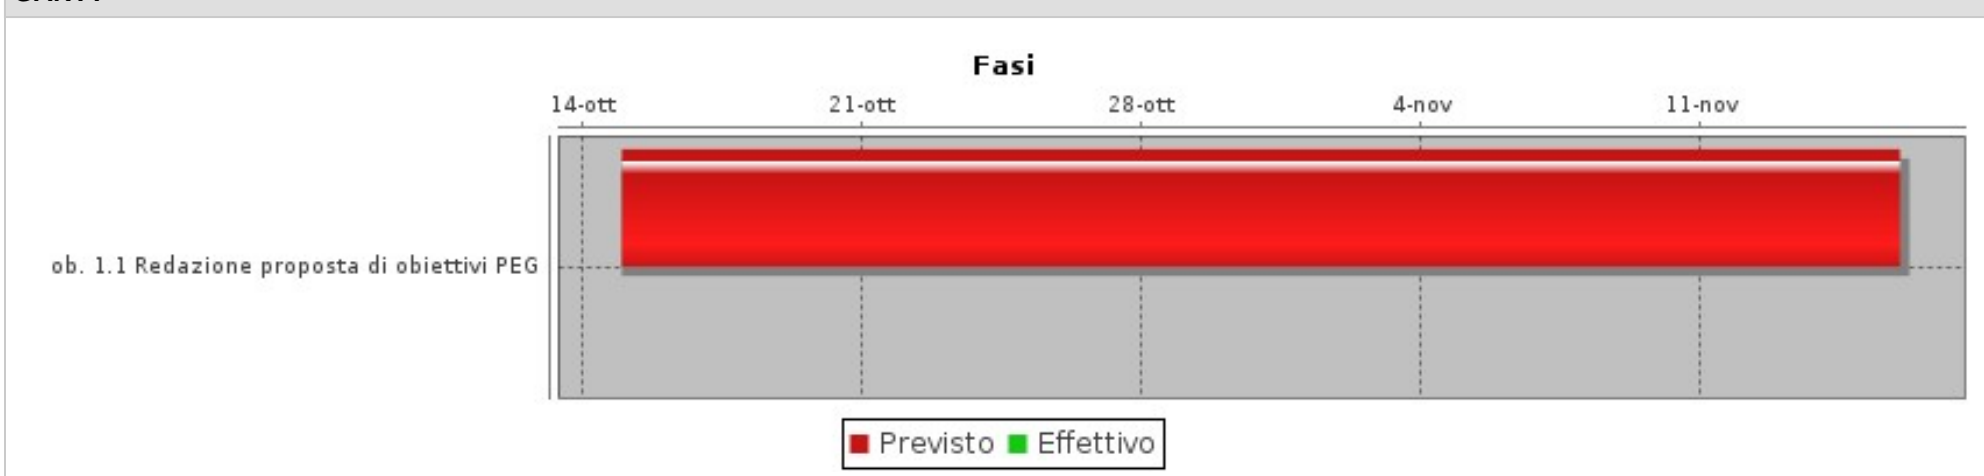 Fasi
14-ott 21-ott 28-ott 4-nov 11-nov
ob. 1.1 Redazione proposta di obiettivi PEG
Previsto Effettivo